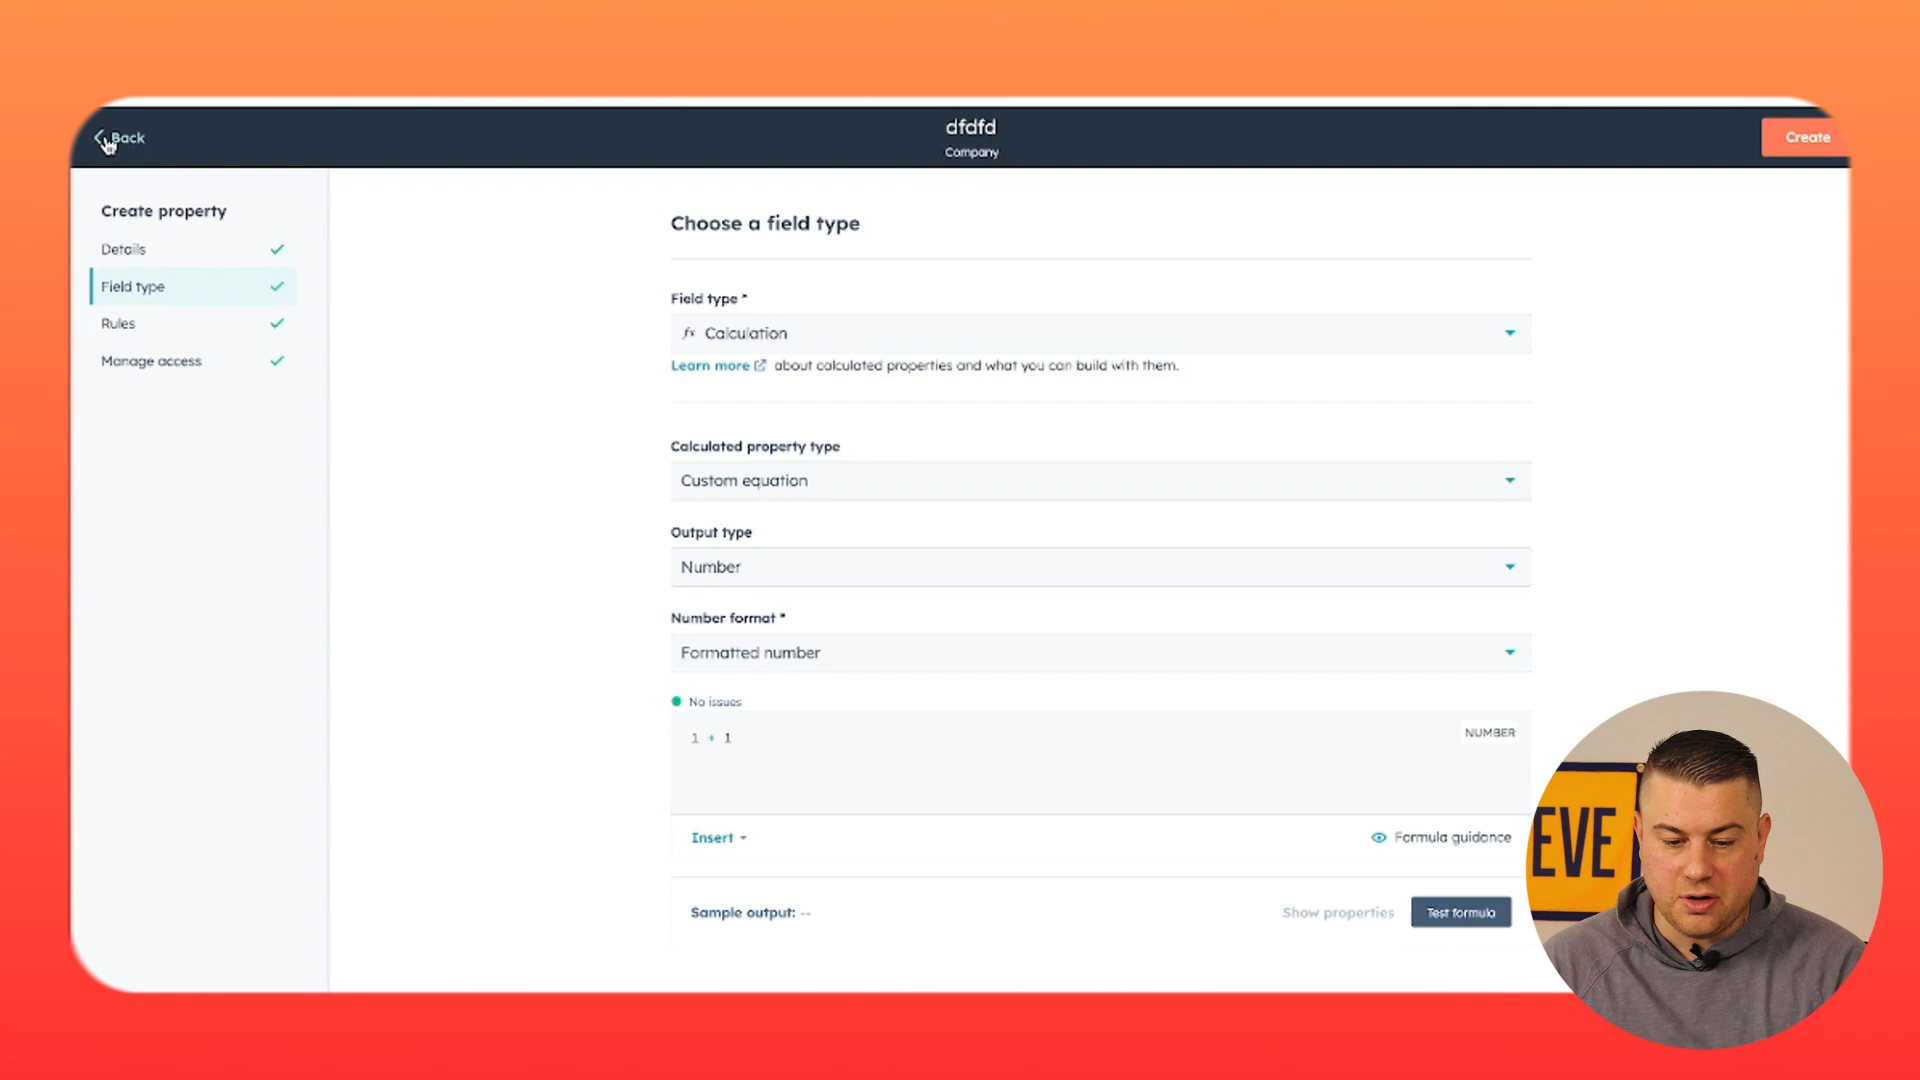 Back
dfdfd
Company
Create
Create property
Details
Field type
Rules
Manage access
Choose a field type
Field type *
fx Calculation
Learn more about calculated properties and what you can build with them.
Calculated property type
Custom equation
Output type
Number
Number format *
Formatted number
No issues
1 + 1
NUMBER
Insert
Formula guidance
Sample output: --
Show properties
Test formula
EVE